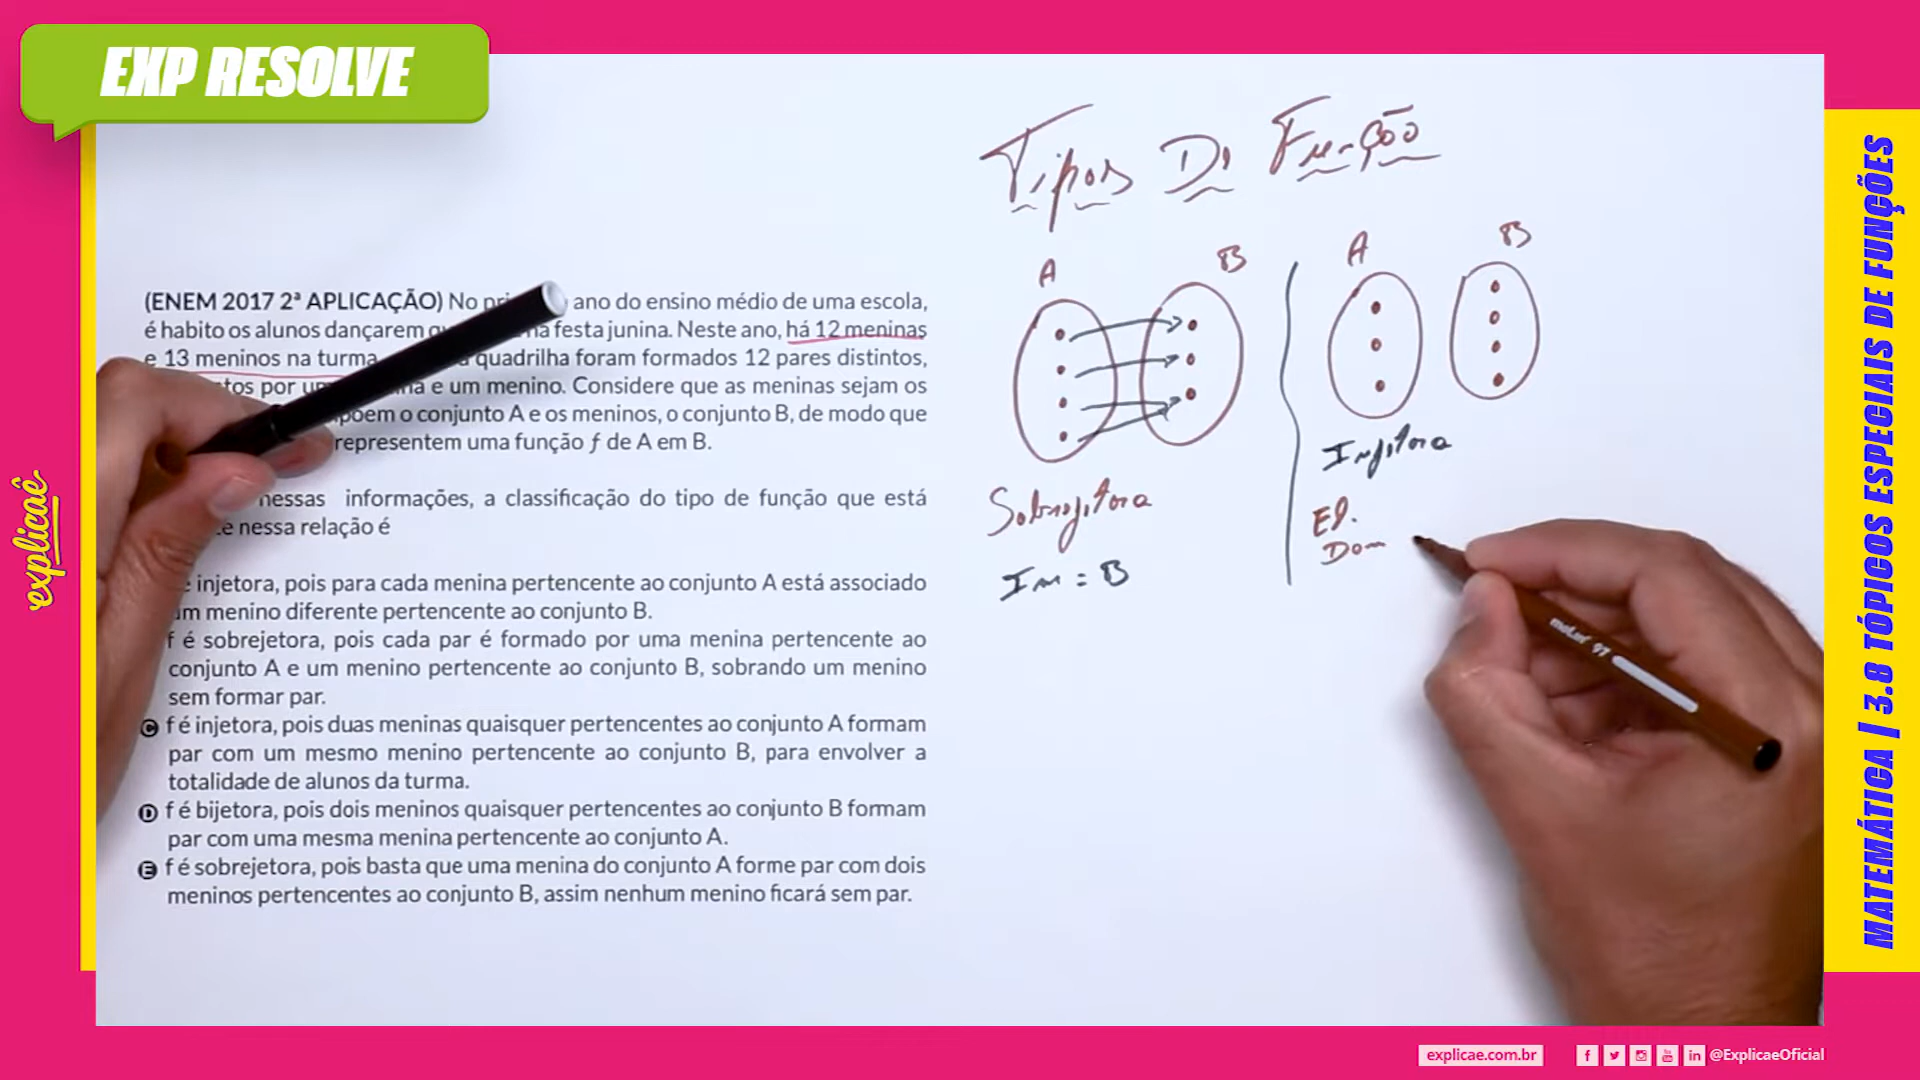 EXP RESOLVE
Tipos De Função
A B
A B
Sobrejetora
Im = B
Injetora
El.
Dom
(ENEM 2017 2ª APLICAÇÃO) No ano do ensino médio de uma escola,
é habito os alunos dançarem festa junina. Neste ano, há 12 meninas
e 13 meninos na turma quadrilha foram formados 12 pares distintos,
por e um menino. Considere que as meninas sejam os
o conjunto A e os meninos, o conjunto B, de modo que
representem uma função ƒ de A em B.
nessas informações, a classificação do tipo de função que está
nessa relação é
é injetora, pois para cada menina pertencente ao conjunto A está associado
um menino diferente pertencente ao conjunto B.
f é sobrejetora, pois cada par é formado por uma menina pertencente ao
conjunto A e um menino pertencente ao conjunto B, sobrando um menino
sem formar par.
C f é injetora, pois duas meninas quaisquer pertencentes ao conjunto A formam
par com um mesmo menino pertencente ao conjunto B, para envolver a
totalidade de alunos da turma.
D f é bijetora, pois dois meninos quaisquer pertencentes ao conjunto B formam
par com uma mesma menina pertencente ao conjunto A.
E f é sobrejetora, pois basta que uma menina do conjunto A forme par com dois
meninos pertencentes ao conjunto B, assim nenhum menino ficará sem par.
explicaê
MATEMÁTICA | 3.8 TÓPICOS ESPECIAIS DE FUNÇÕES
explicae.com.br
@ExplicaeOficial